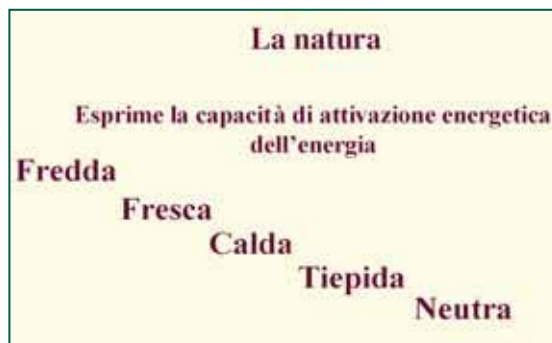 La natura
Esprime la capacità di attivazione energetica
dell'energia
Fredda
Fresca
Calda
Tiepida
Neutra